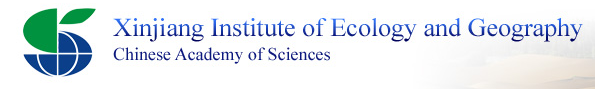 Xinjiang Institute of Ecology and Geography
Chinese Academy of Sciences